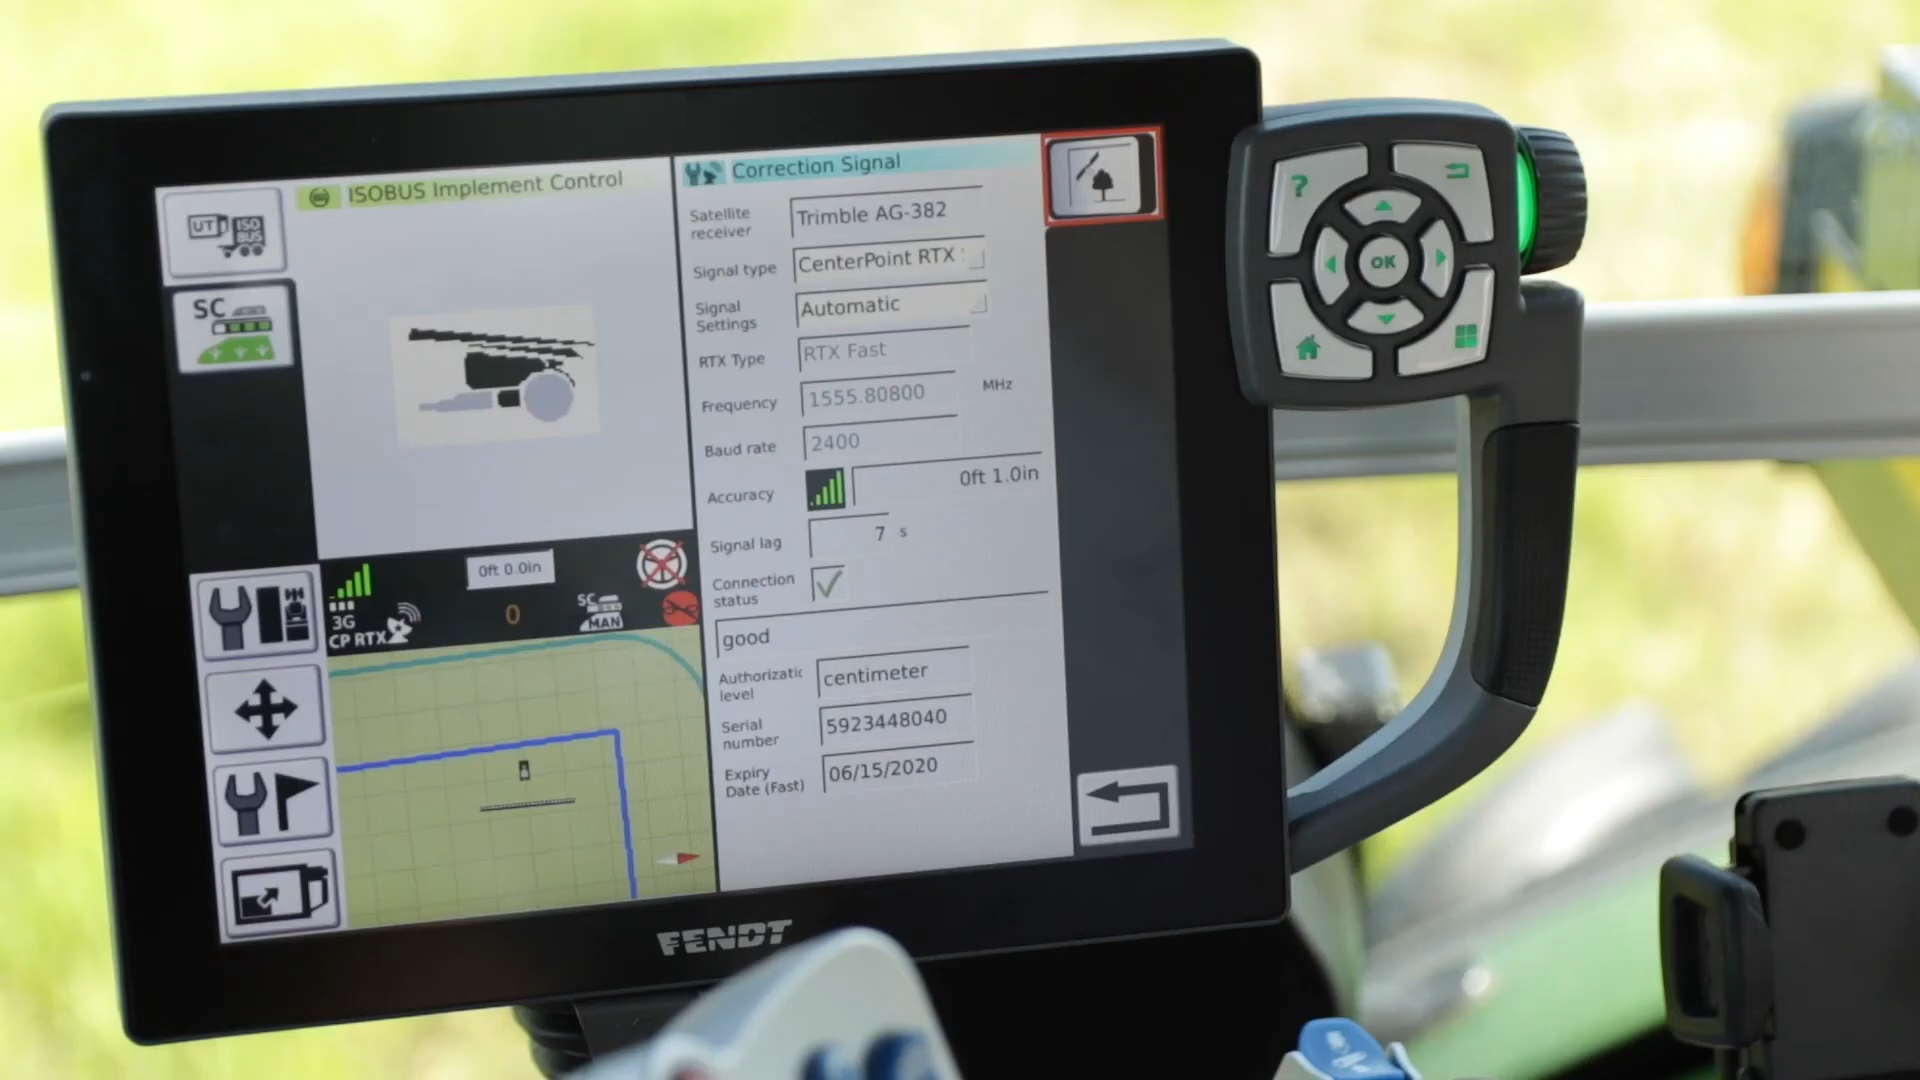 UT ISO BUS
SC
ISOBUS Implement Control
0ft 0.0in
3G
CP RTX
0
SC
MAN
Correction Signal
Satellite receiver
Trimble AG-382
Signal type
CenterPoint RTX
Signal Settings
Automatic
RTX Type
RTX Fast
Frequency
1555.80800
MHz
Baud rate
2400
Accuracy
0ft 1.0in
Signal lag
7 s
Connection status
good
Authorizatic level
centimeter
Serial number
5923448040
Expiry Date (Fast)
06/15/2020
FENDT
?
OK